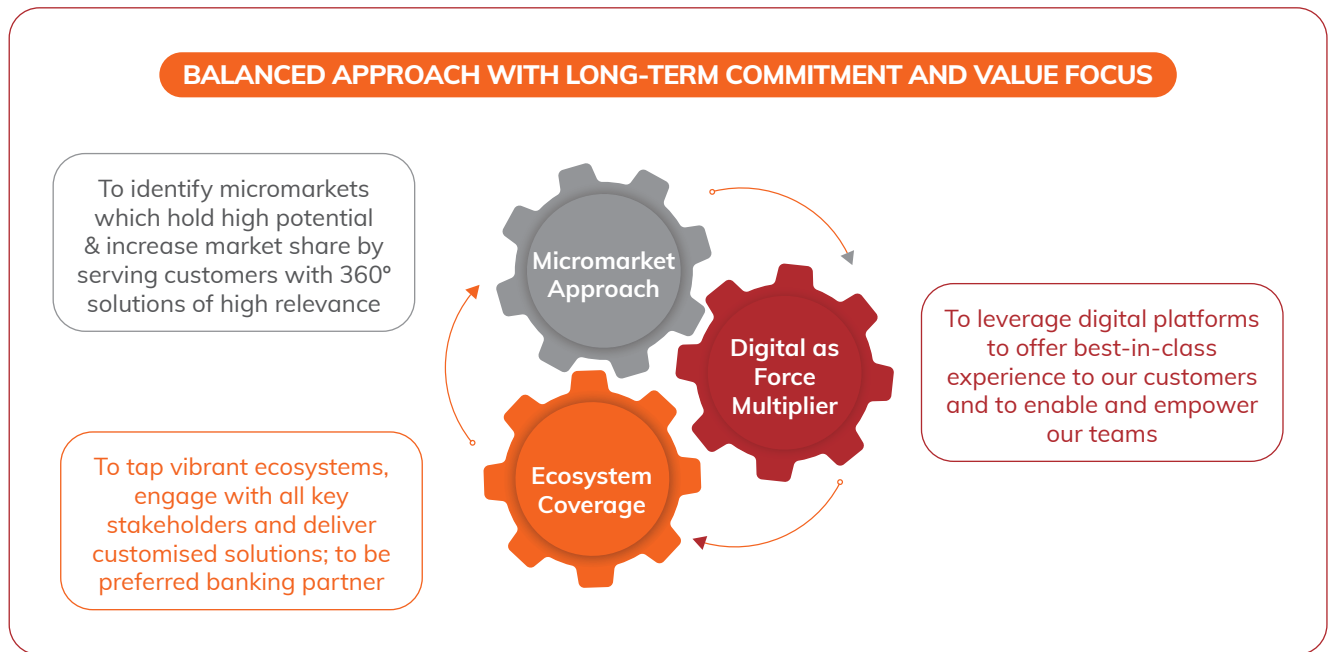 BALANCED APPROACH WITH LONG-TERM COMMITMENT AND VALUE FOCUS
To identify micromarkets
which hold high potential
& increase market share by
serving customers with 360º
solutions of high relevance
Micromarket
Approach
Digital as
Force
Multiplier
To leverage digital platforms
to offer best-in-class
experience to our customers
and to enable and empower
our teams
Ecosystem
Coverage
To tap vibrant ecosystems,
engage with all key
stakeholders and deliver
customised solutions; to be
preferred banking partner